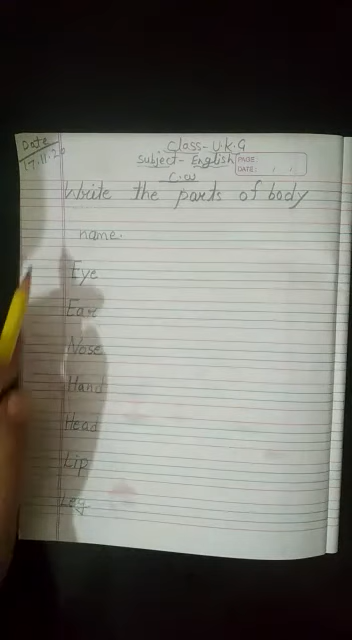 Date
17.11.20
Class-U.K.G
Subject-English
PAGE:
DATE: / /
C.W
Write the parts of body
name.
Eye
Ear
Nose
Hand
Head
Lip
Leg